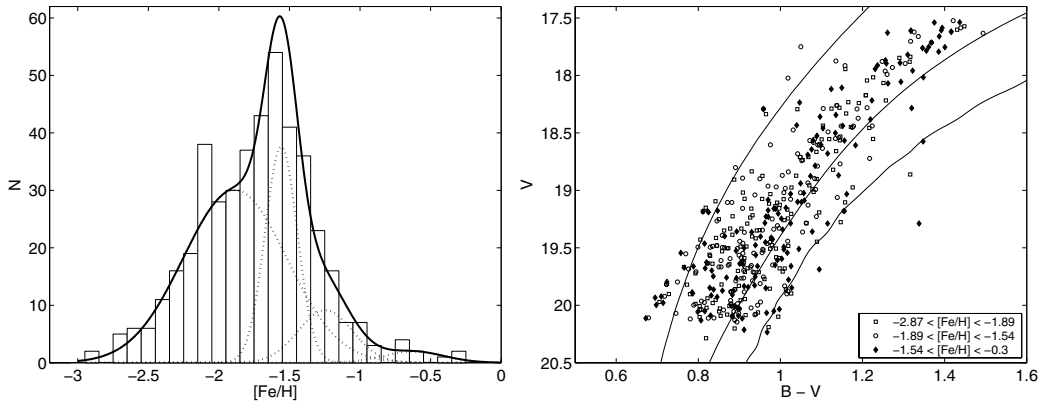 60
50
40
30
20
10
0
N
−3 −2.5 −2 −1.5 −1 −0.5 0
[Fe/H]
17.5
18
18.5
19
19.5
20
20.5
V
0.6 0.8 1 1.2 1.4 1.6
B − V
−2.87 < [Fe/H] < −1.89
−1.89 < [Fe/H] < −1.54
−1.54 < [Fe/H] < −0.3